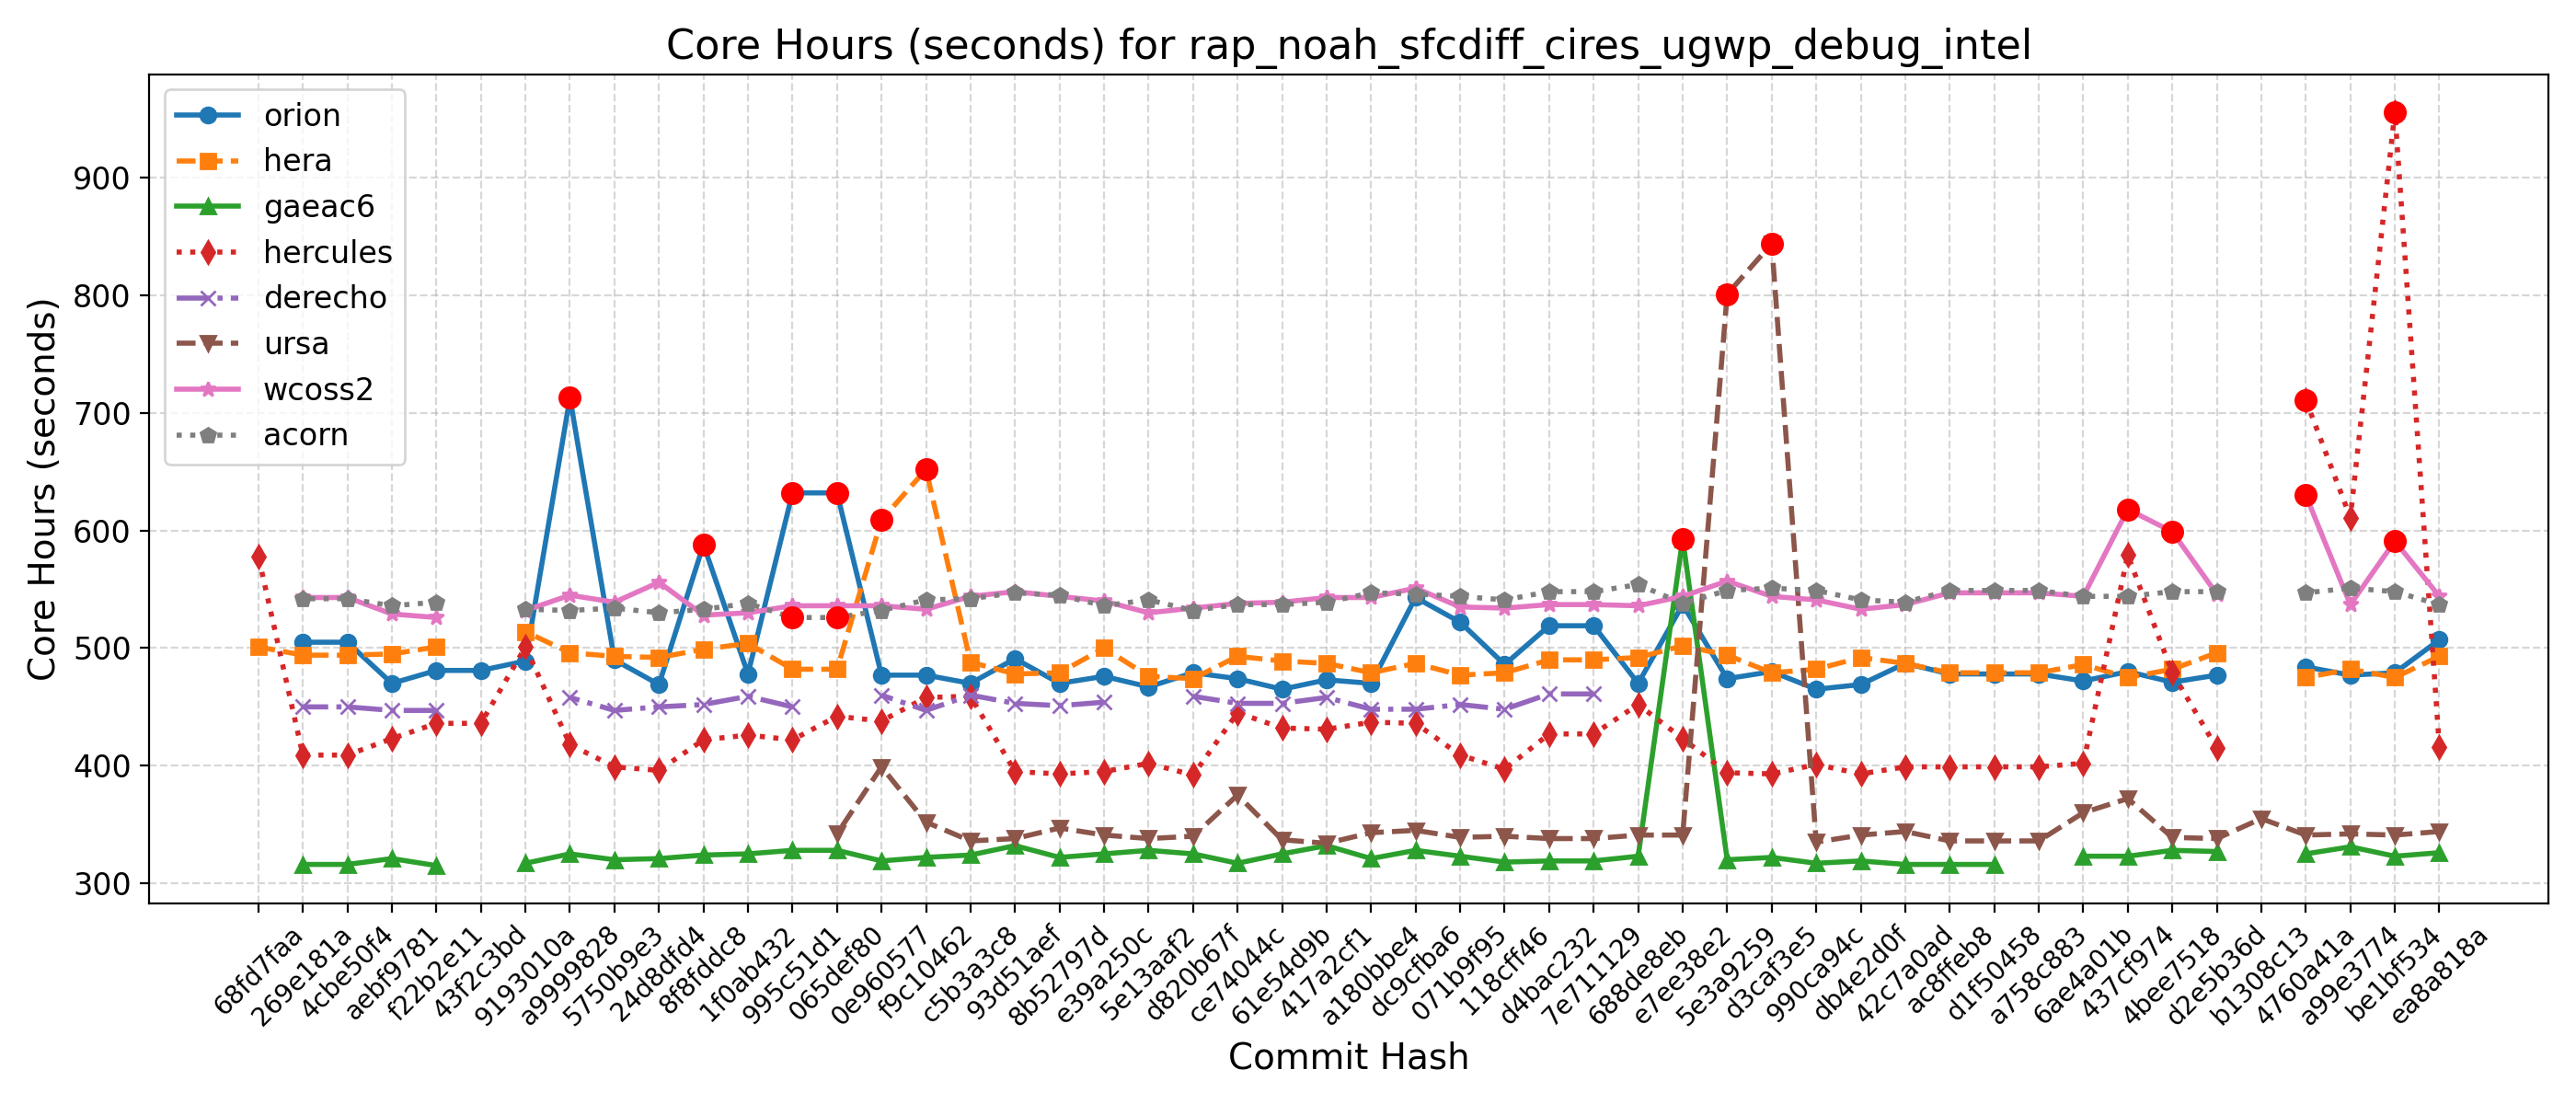 Core Hours (seconds) for rap_noah_sfcdiff_cires_ugwp_debug_intel
orion
hera
gaeac6
hercules
derecho
ursa
wcoss2
acorn
Core Hours (seconds)
900
800
700
600
500
400
300
68fd7faa
269e181a
4cbe50f4
aebf9781
f22b2e11
43f2c3bd
9193010a
a9999828
5750b9e3
24d8dfd4
8f8fddc8
1f0ab432
995c51d1
065def80
0e960577
f9c10462
c5b3a3c8
93d51aef
8b52797d
e39a250c
5e13aaf2
d820b67f
ce74044c
61e54d9b
417a2cf1
a180bbe4
dc9cfba6
071b9f95
118cff46
d4bac232
7e711129
688de8eb
e7ee38e2
5e3a9259
d3caf3e5
990ca94c
db4e2d0f
42c7a0ad
ac8ffeb8
d1f50458
a758c883
6ae4a01b
437cf974
4bee7518
d2e5b36d
b1308c13
4760a41a
a99e3774
be1bf534
ea8a818a
Commit Hash